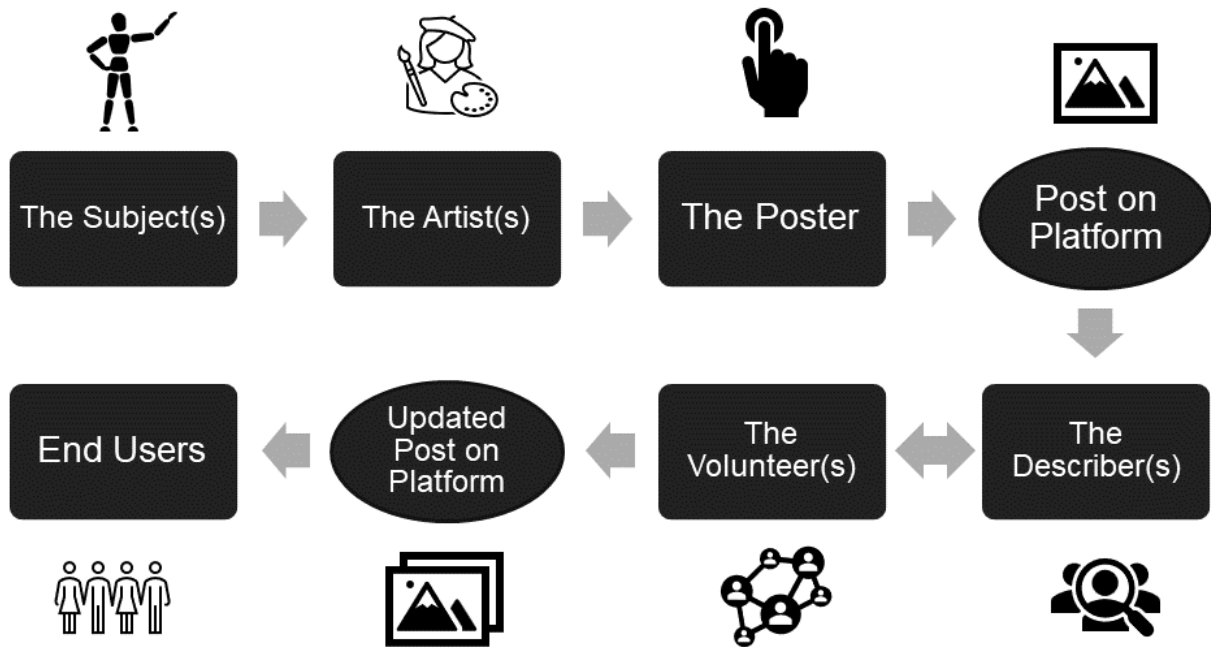 The Subject(s)
The Artist(s)
The Poster
Post on
Platform
The
Describer(s)
The
Volunteer(s)
Updated
Post on
Platform
End Users